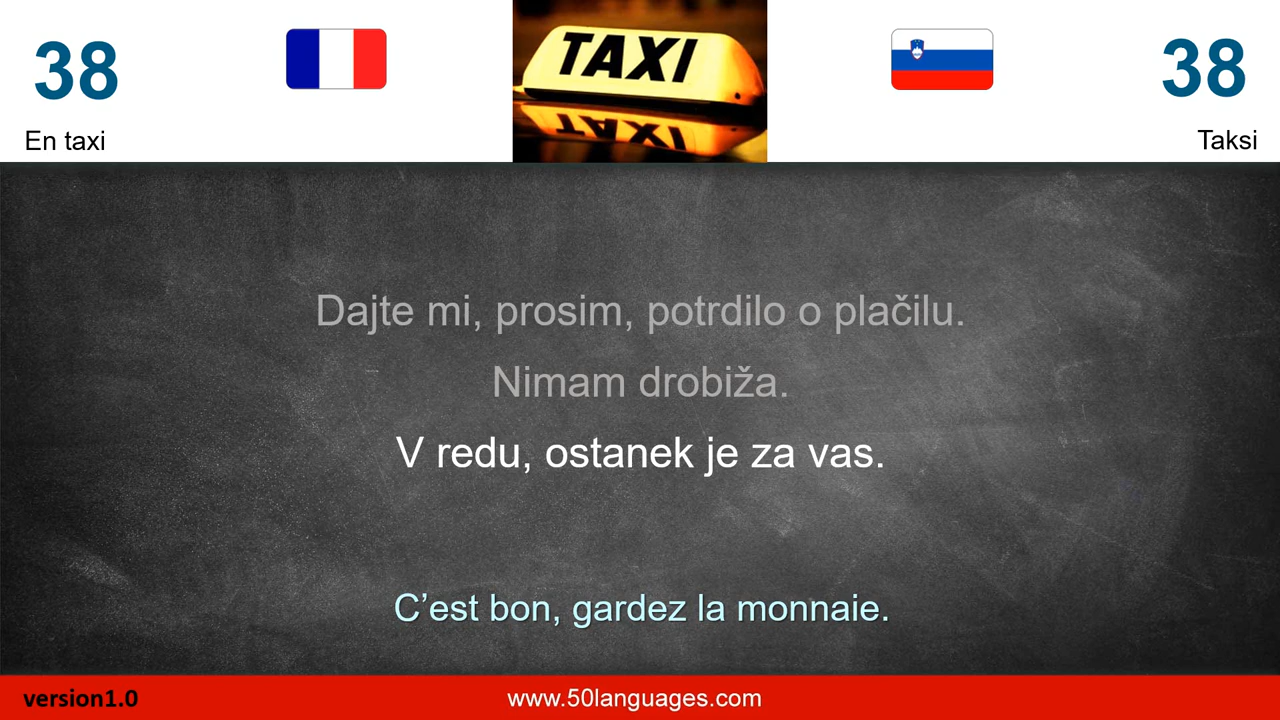 38
38
En taxi
Taksi
TAXI
Dajte mi, prosim, potrdilo o plačilu.
Nimam drobiža.
V redu, ostanek je za vas.
C’est bon, gardez la monnaie.
version1.0
www.50languages.com